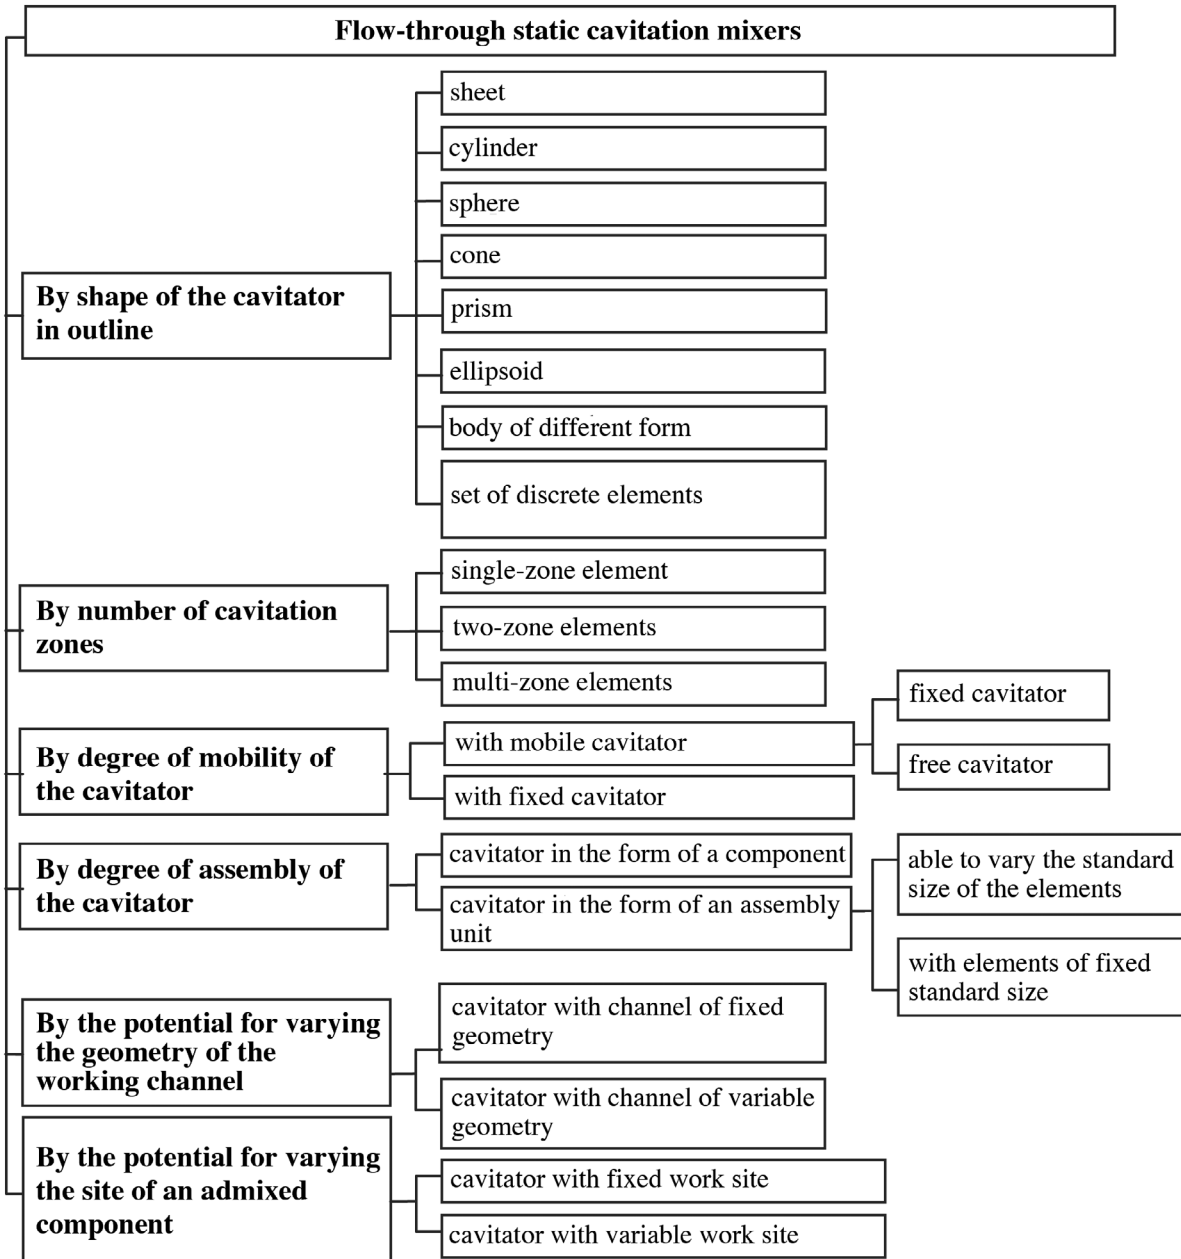 Flow-through static cavitation mixers
By shape of the cavitator
in outline
sheet
cylinder
sphere
cone
prism
ellipsoid
body of different form
set of discrete elements
By number of cavitation
zones
single-zone element
two-zone elements
multi-zone elements
By degree of mobility of
the cavitator
with mobile cavitator
fixed cavitator
free cavitator
with fixed cavitator
By degree of assembly of
the cavitator
cavitator in the form of a component
cavitator in the form of an assembly
unit
able to vary the standard
size of the elements
with elements of fixed
standard size
By the potential for varying
the geometry of the
working channel
cavitator with channel of fixed
geometry
cavitator with channel of variable
geometry
By the potential for varying
the site of an admixed
component
cavitator with fixed work site
cavitator with variable work site